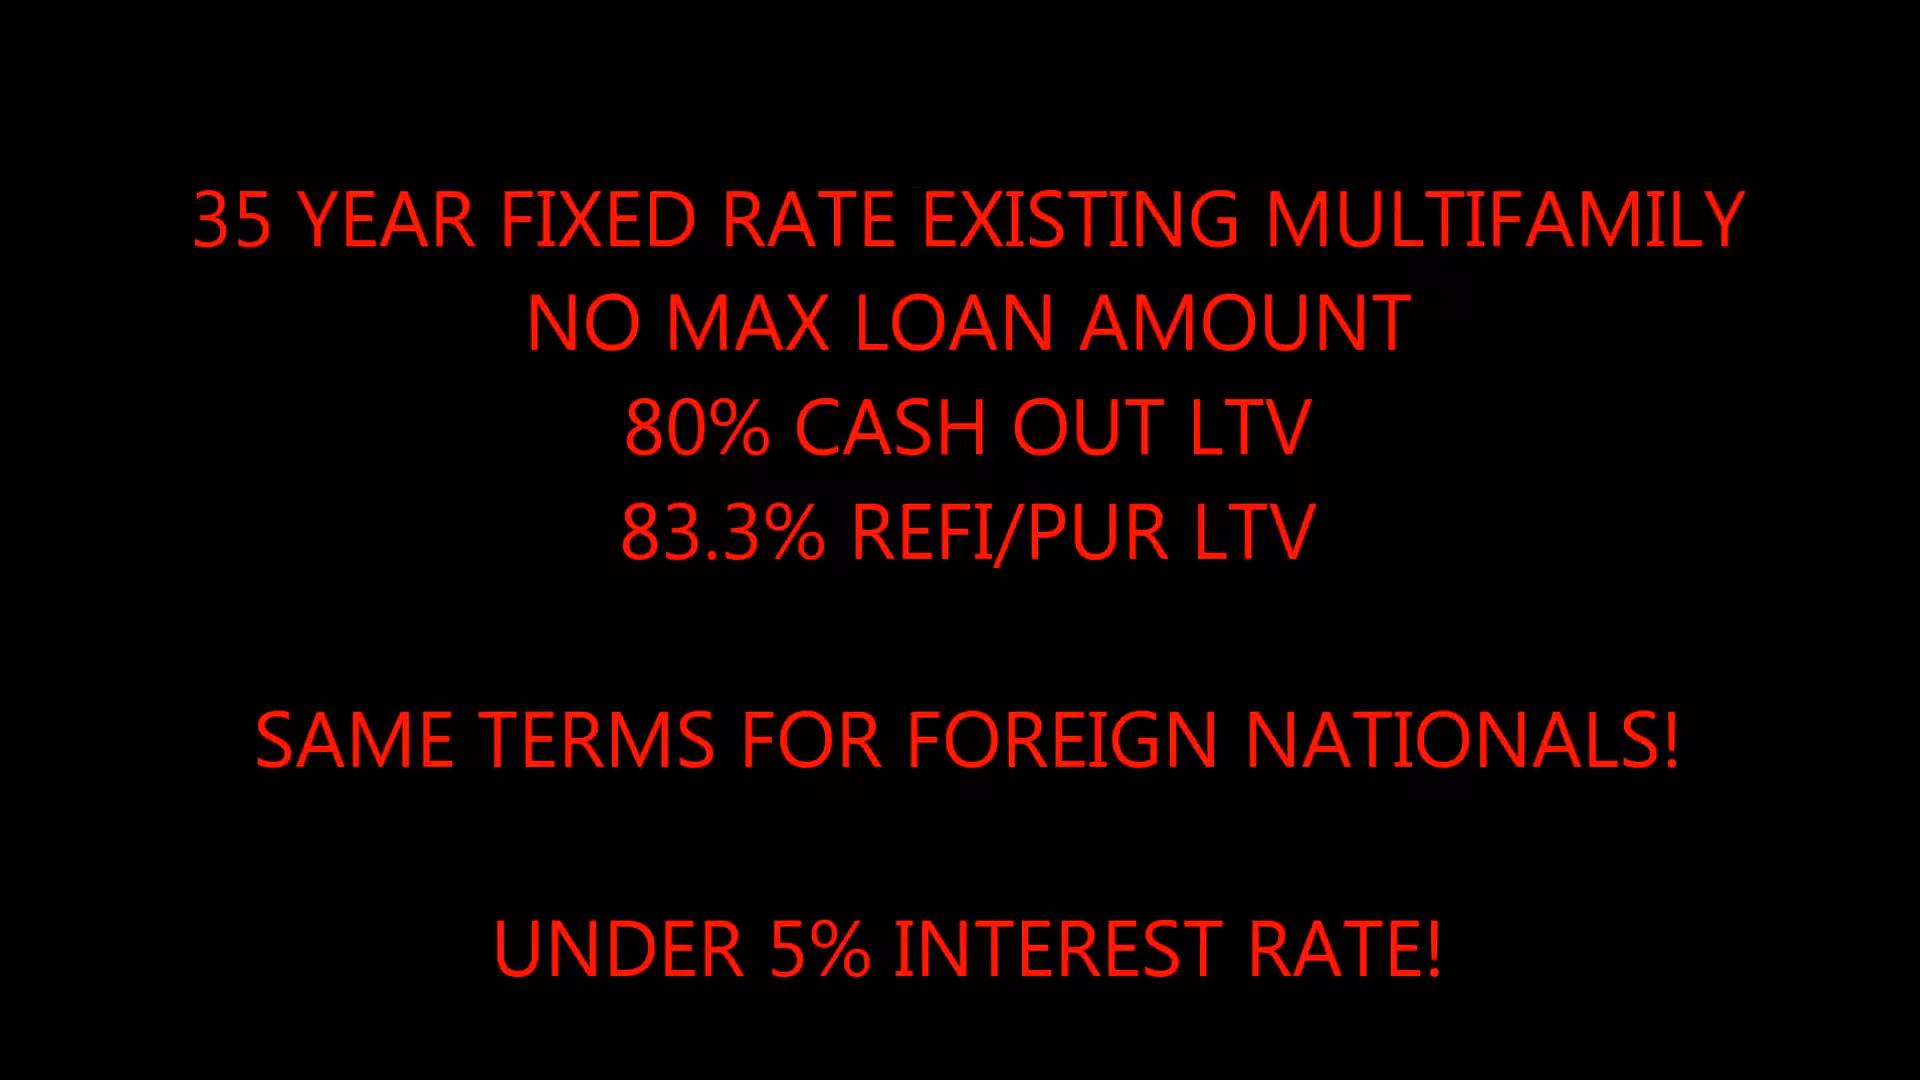 35 YEAR FIXED RATE EXISTING MULTIFAMILY
NO MAX LOAN AMOUNT
80% CASH OUT LTV
83.3% REFI/PUR LTV
SAME TERMS FOR FOREIGN NATIONALS!
UNDER 5% INTEREST RATE!